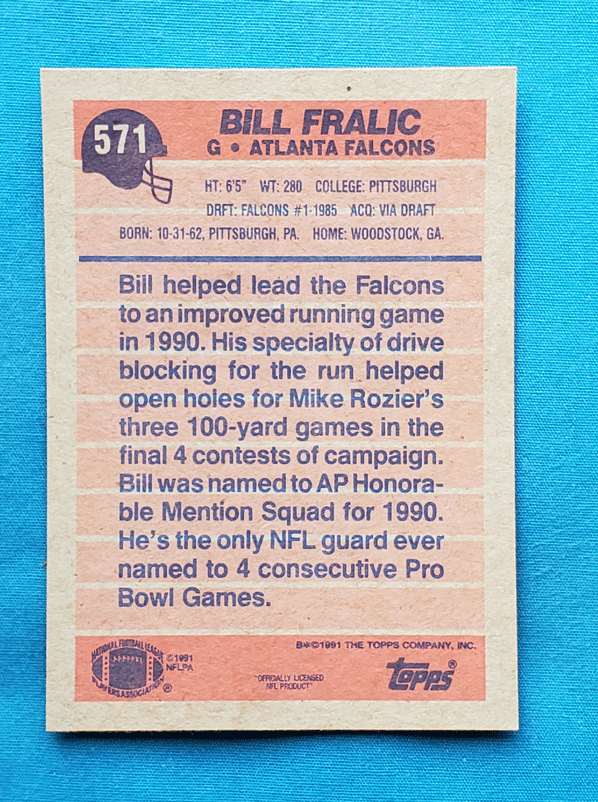 571
BILL FRALIC
G • ATLANTA FALCONS
HT: 6'5" WT: 280 COLLEGE: PITTSBURGH
DRFT: FALCONS #1-1985 ACQ: VIA DRAFT
BORN: 10-31-62, PITTSBURGH, PA. HOME: WOODSTOCK, GA.
Bill helped lead the Falcons
to an improved running game
in 1990. His specialty of drive
blocking for the run helped
open holes for Mike Rozier's
three 100-yard games in the
final 4 contests of campaign.
Bill was named to AP Honora-
ble Mention Squad for 1990.
He's the only NFL guard ever
named to 4 consecutive Pro
Bowl Games.
NATIONAL FOOTBALL LEAGUE
PLAYERS ASSOCIATION ®
© 1991
NFLPA
"OFFICIALLY LICENSED
NFL PRODUCT"
B*©1991 THE TOPPS COMPANY, INC.
TOPPS®